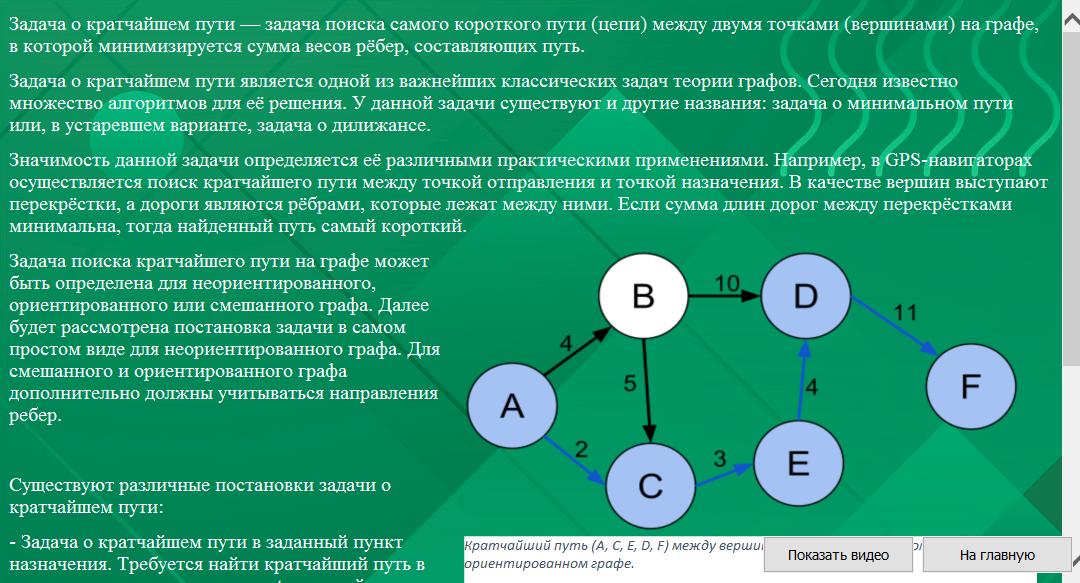 Задача о кратчайшем пути — задача поиска самого короткого пути (цепи) между двумя точками (вершинами) на графе,
в которой минимизируется сумма весов рёбер, составляющих путь.
Задача о кратчайшем пути является одной из важнейших классических задач теории графов. Сегодня известно
множество алгоритмов для её решения. У данной задачи существуют и другие названия: задача о минимальном пути
или, в устаревшем варианте, задача о дилижансе.
Значимость данной задачи определяется её различными практическими применениями. Например, в GPS-навигаторах
осуществляется поиск кратчайшего пути между точкой отправления и точкой назначения. В качестве вершин выступают
перекрёстки, а дороги являются рёбрами, которые лежат между ними. Если сумма длин дорог между перекрёстками
минимальна, тогда найденный путь самый короткий.
Задача поиска кратчайшего пути на графе может
быть определена для неориентированного,
ориентированного или смешанного графа. Далее
будет рассмотрена постановка задачи в самом
простом виде для неориентированного графа. Для
смешанного и ориентированного графа
дополнительно должны учитываться направления
ребер.
Существуют различные постановки задачи о
кратчайшем пути:
- Задача о кратчайшем пути в заданный пункт
назначения. Требуется найти кратчайший путь в
B
10
D
11
4
5
4
F
A
2
3
E
C
Кратчайший путь (A, C, E, D, F) между
ориентированном графе.
Показать видео
На главную